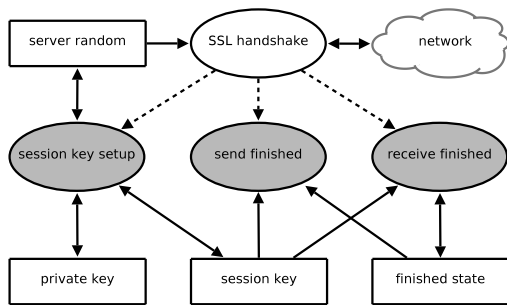 server random
SSL handshake
network
session key setup
send finished
receive finished
private key
session key
finished state